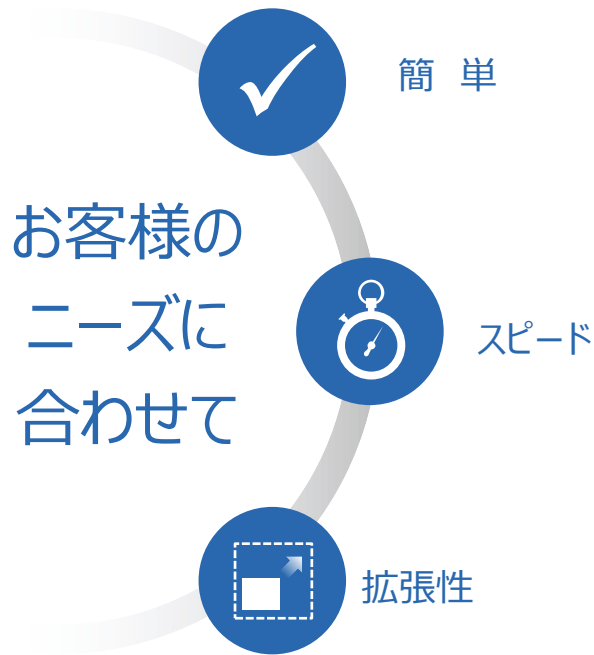 簡 単
お客様の
ニーズに
合わせて
スピード
拡張性